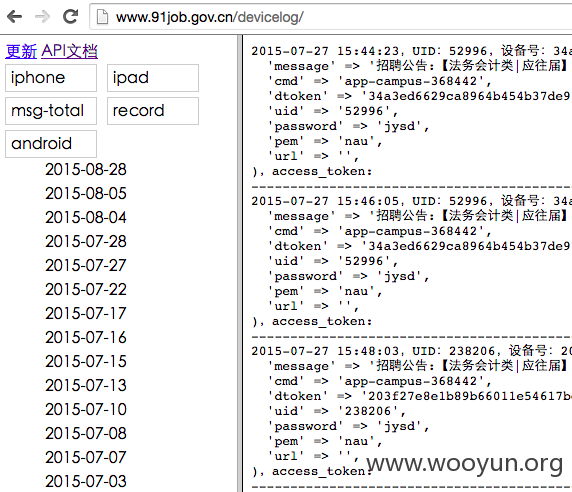 www.91job.gov.cn/devicelog/
更新 API文档
iphone ipad
msg-total record
android
2015-08-28
2015-08-05
2015-08-04
2015-07-28
2015-07-27
2015-07-22
2015-07-17
2015-07-16
2015-07-15
2015-07-13
2015-07-10
2015-07-08
2015-07-07
2015-07-03
2015-07-27 15:44:23, UID: 52996, 设备号: 34a
'message' => '招聘公告:【法务会计类|应往届】
'cmd' => 'app-campus-368442',
'dtoken' => '34a3ed6629ca8964b454b37de9
'uid' => '52996',
'password' => 'jysd',
'pem' => 'nau',
'url' => '',
), access_token:
2015-07-27 15:46:05, UID: 52996, 设备号: 34a
'message' => '招聘公告:【法务会计类|应往届】
'cmd' => 'app-campus-368442',
'dtoken' => '34a3ed6629ca8964b454b37de9
'uid' => '52996',
'password' => 'jysd',
'pem' => 'nau',
'url' => '',
), access_token:
2015-07-27 15:48:03, UID: 238206, 设备号: 20
'message' => '招聘公告:【法务会计类|应往届】
'cmd' => 'app-campus-368442',
'dtoken' => '203f27e8e1b89b66011e54617b
'uid' => '238206',
'password' => 'jysd',
'pem' => 'nau',
'url' => '',
), access_token:
www.wooyun.org